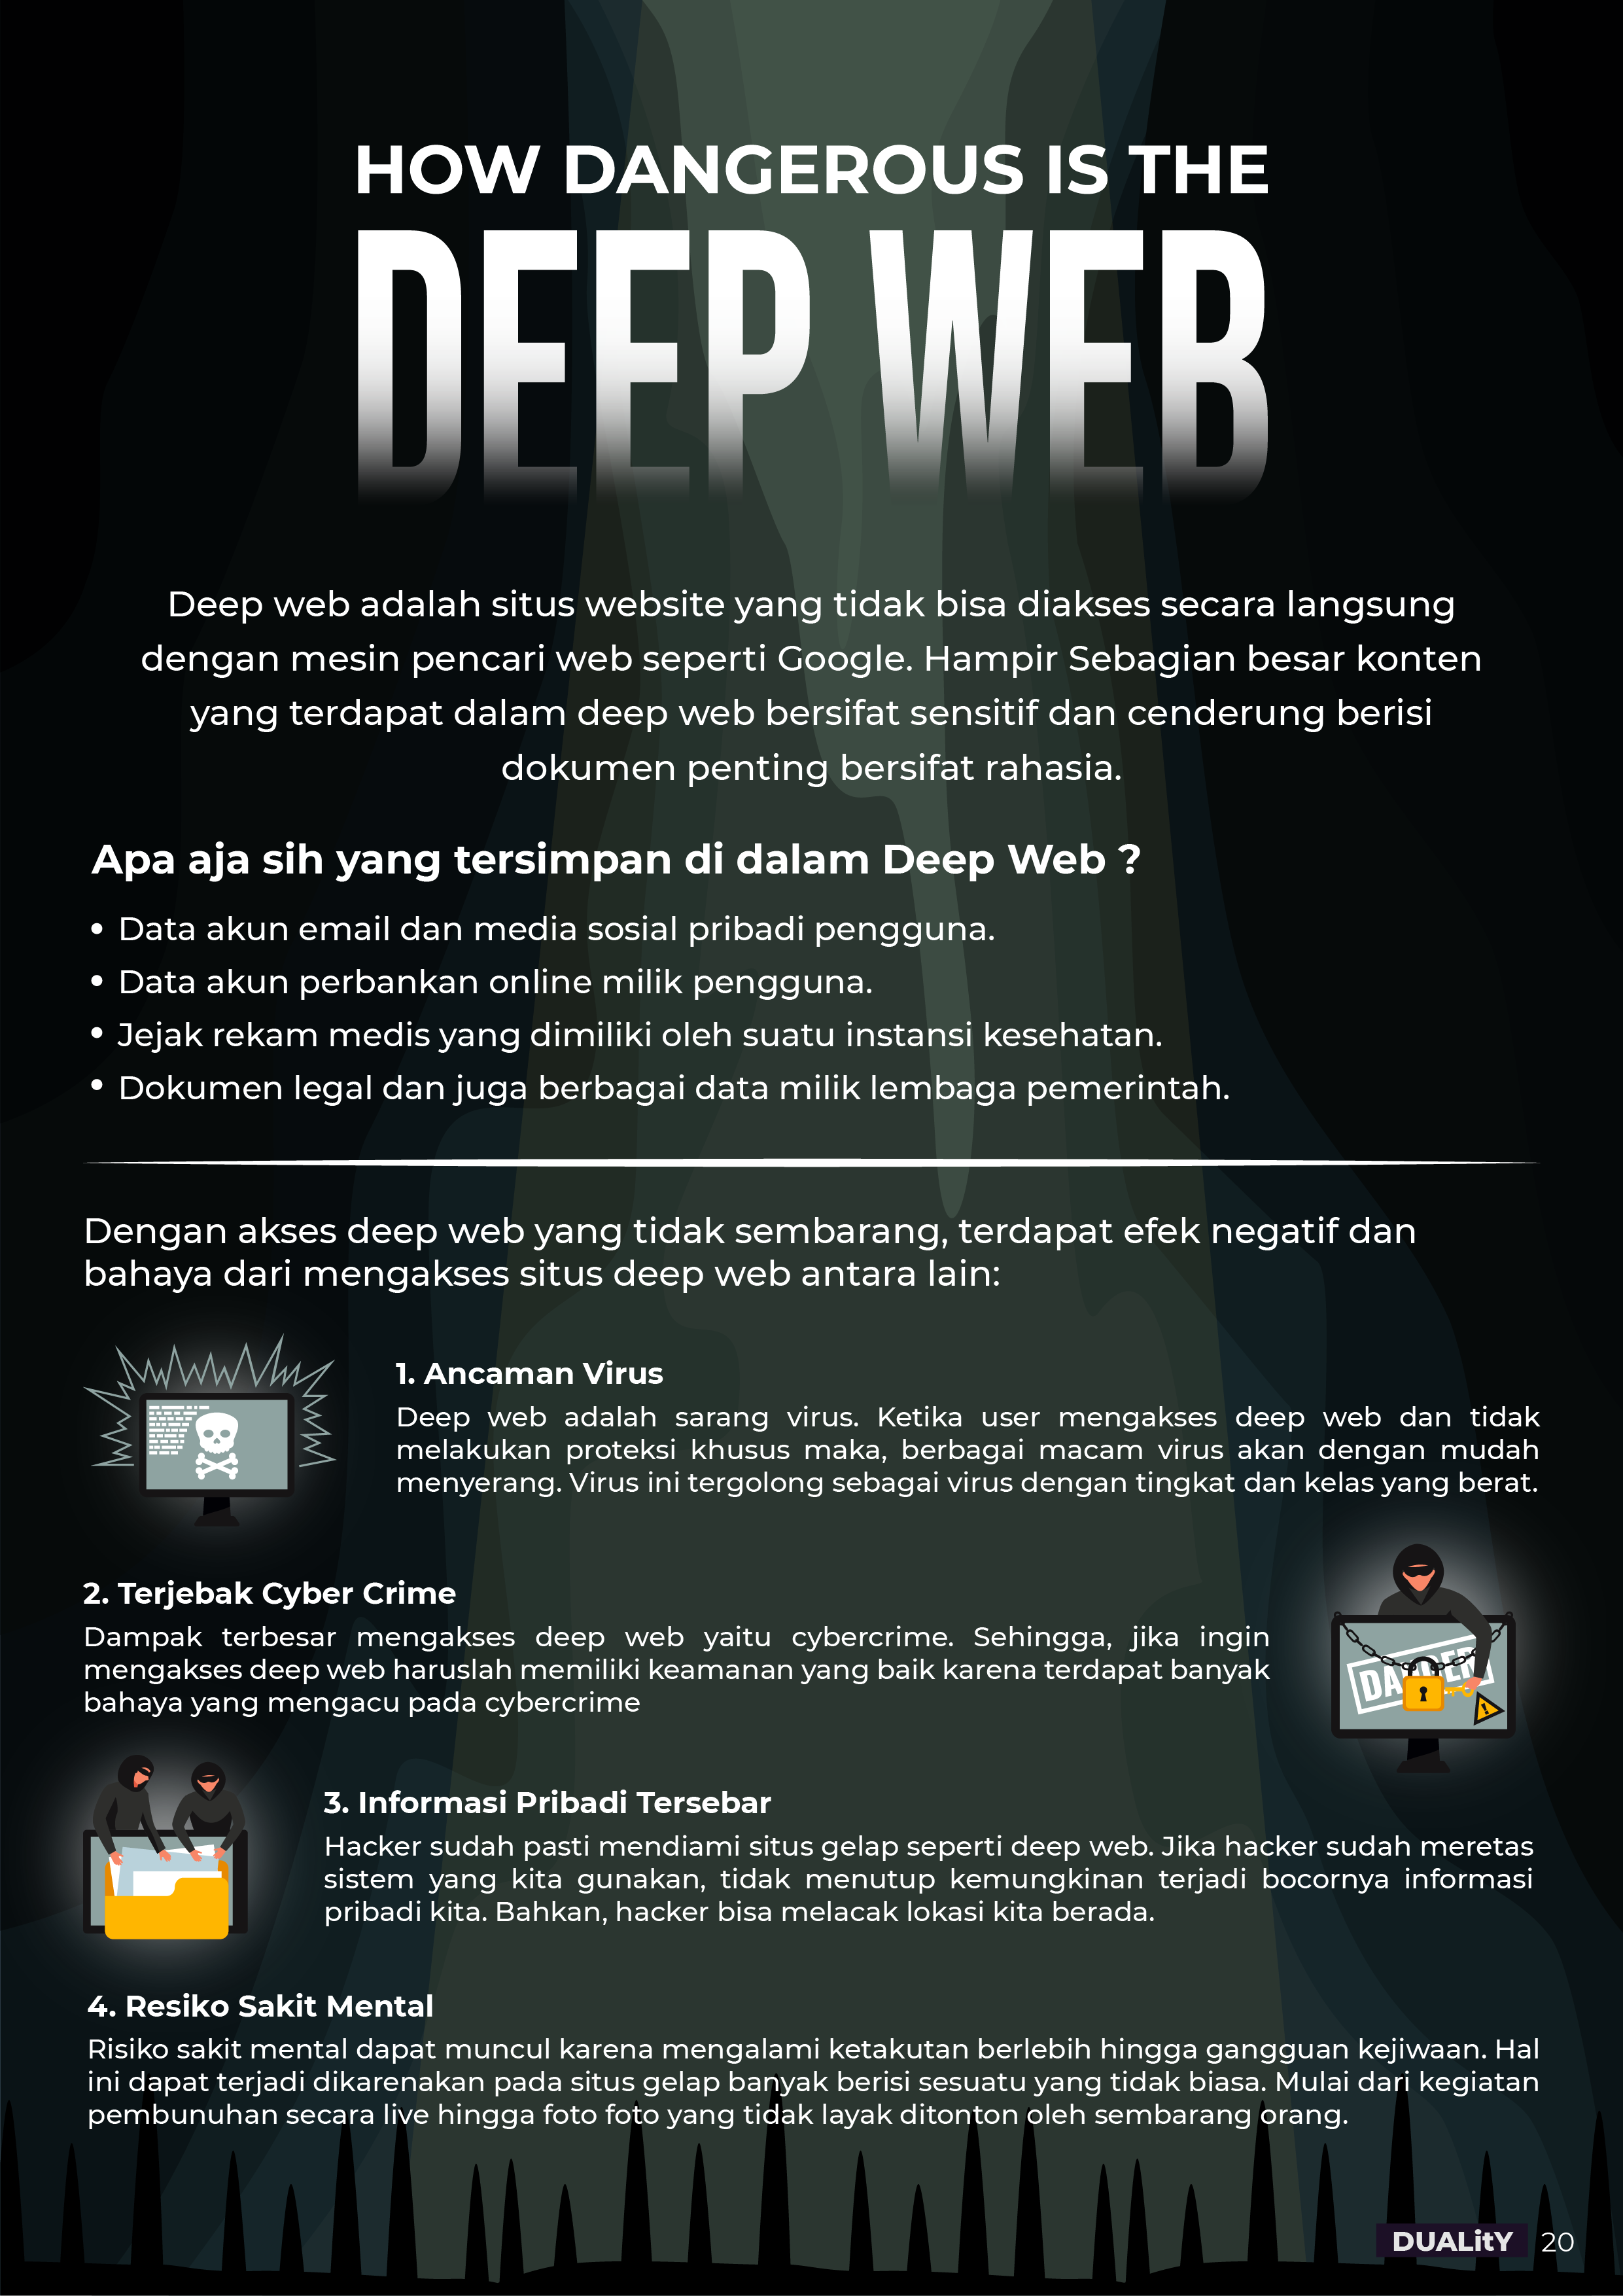 HOW DANGEROUS IS THE
DEEP WEB
Deep web adalah situs website yang tidak bisa diakses secara langsung
dengan mesin pencari web seperti Google. Hampir Sebagian besar konten
yang terdapat dalam deep web bersifat sensitif dan cenderung berisi
dokumen penting bersifat rahasia.
Apa aja sih yang tersimpan di dalam Deep Web ?
• Data akun email dan media sosial pribadi pengguna.
• Data akun perbankan online milik pengguna.
• Jejak rekam medis yang dimiliki oleh suatu instansi kesehatan.
• Dokumen legal dan juga berbagai data milik lembaga pemerintah.
Dengan akses deep web yang tidak sembarang, terdapat efek negatif dan
bahaya dari mengakses situs deep web antara lain:
1. Ancaman Virus
Deep web adalah sarang virus. Ketika user mengakses deep web dan tidak
melakukan proteksi khusus maka, berbagai macam virus akan dengan mudah
menyerang. Virus ini tergolong sebagai virus dengan tingkat dan kelas yang berat.
2. Terjebak Cyber Crime
Dampak terbesar mengakses deep web yaitu cybercrime. Sehingga, jika ingin
mengakses deep web haruslah memiliki keamanan yang baik karena terdapat banyak
bahaya yang mengacu pada cybercrime
DANGER
!
3. Informasi Pribadi Tersebar
Hacker sudah pasti mendiami situs gelap seperti deep web. Jika hacker sudah meretas
sistem yang kita gunakan, tidak menutup kemungkinan terjadi bocornya informasi
pribadi kita. Bahkan, hacker bisa melacak lokasi kita berada.
4. Resiko Sakit Mental
Risiko sakit mental dapat muncul karena mengalami ketakutan berlebih hingga gangguan kejiwaan. Hal
ini dapat terjadi dikarenakan pada situs gelap banyak berisi sesuatu yang tidak biasa. Mulai dari kegiatan
pembunuhan secara live hingga foto foto yang tidak layak ditonton oleh sembarang orang.
DUALitY 20